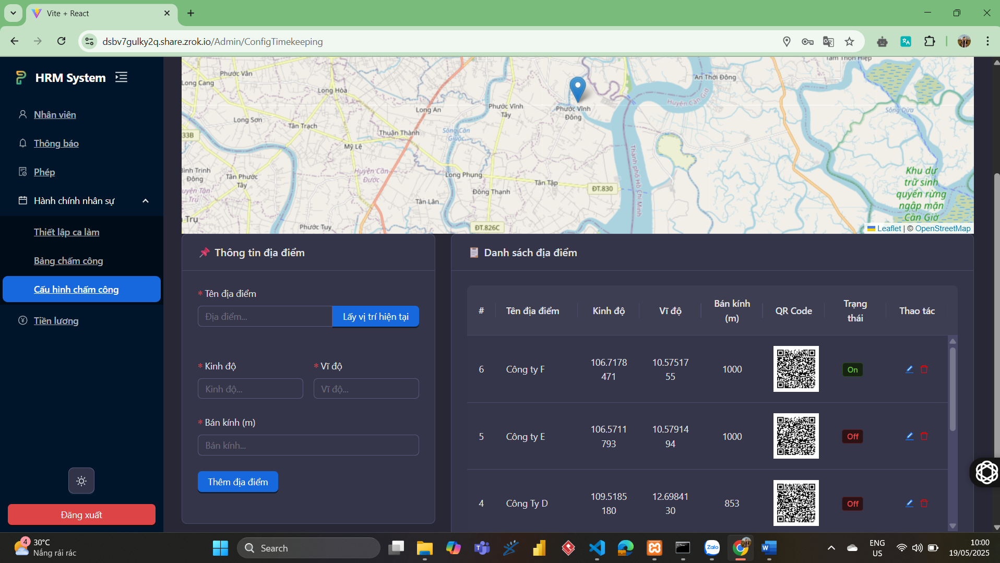 Vite + React
dsbv7gulky2q.share.zrok.io/Admin/ConfigTimekeeping
HRM System
Nhân viên
Thông báo
Phép
Hành chính nhân sự
Thiết lập ca làm
Bảng chấm công
Cấu hình chấm công
Tiền lương
Đăng xuất
Phước Vân
Long Cang
Long Hòa
Long Sơn
Tân Trạch
33B
Long An
Thuận Thành
Sông Cần
Giuộc
Mỹ Lệ
Phước Vĩnh
Tây
Phước Vĩnh
Đông
An Thới Đông
Tam Thôn Hiệp
Huyện Cần Giờ
Sông Dừa
Bình Trinh
Đông
Tân Phước
Tây
Huyện Cần
Đước
Long Phụng
Đông Thạnh
Tân Tập
ĐT.830
Thành phố Hồ Chí Minh
Huyện Tân
Trụ
Trụ
Tân Lân
Phước Tuy
ĐT.826C
Khu dự
trữ sinh
quyển rừng
ngập mặn
Cần Giờ
Leaflet | © OpenStreetMap
Thông tin địa điểm
* Tên địa điểm
Địa điểm...
Lấy vị trí hiện tại
* Kinh độ
* Vĩ độ
Kinh độ...
Vĩ độ...
* Bán kính (m)
Bán kính...
Thêm địa điểm
Danh sách địa điểm
# Tên địa điểm Kinh độ Vĩ độ Bán kính (m) QR Code Trạng thái Thao tác
6 Công ty F 106.7178471 10.5751755 1000 On
5 Công ty E 106.5711793 10.5791494 1000 Off
4 Công Ty D 109.5185180 12.6984130 853 Off
4
30°C
Nắng rải rác
Search
Zalo
ENG
US
10:00
19/05/2025